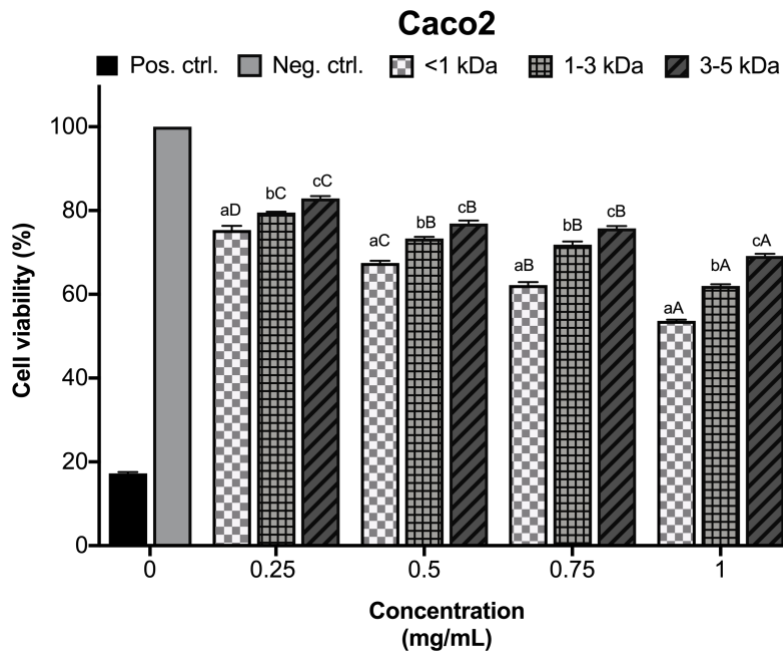 Caco2
Pos. ctrl. Neg. ctrl. <1 kDa 1-3 kDa 3-5 kDa
Cell viability (%)
100
80
60
40
20
0
aD bC cC
aC bB cB
aB bB cB
aA bA cA
0 0.25 0.5 0.75 1
Concentration
(mg/mL)